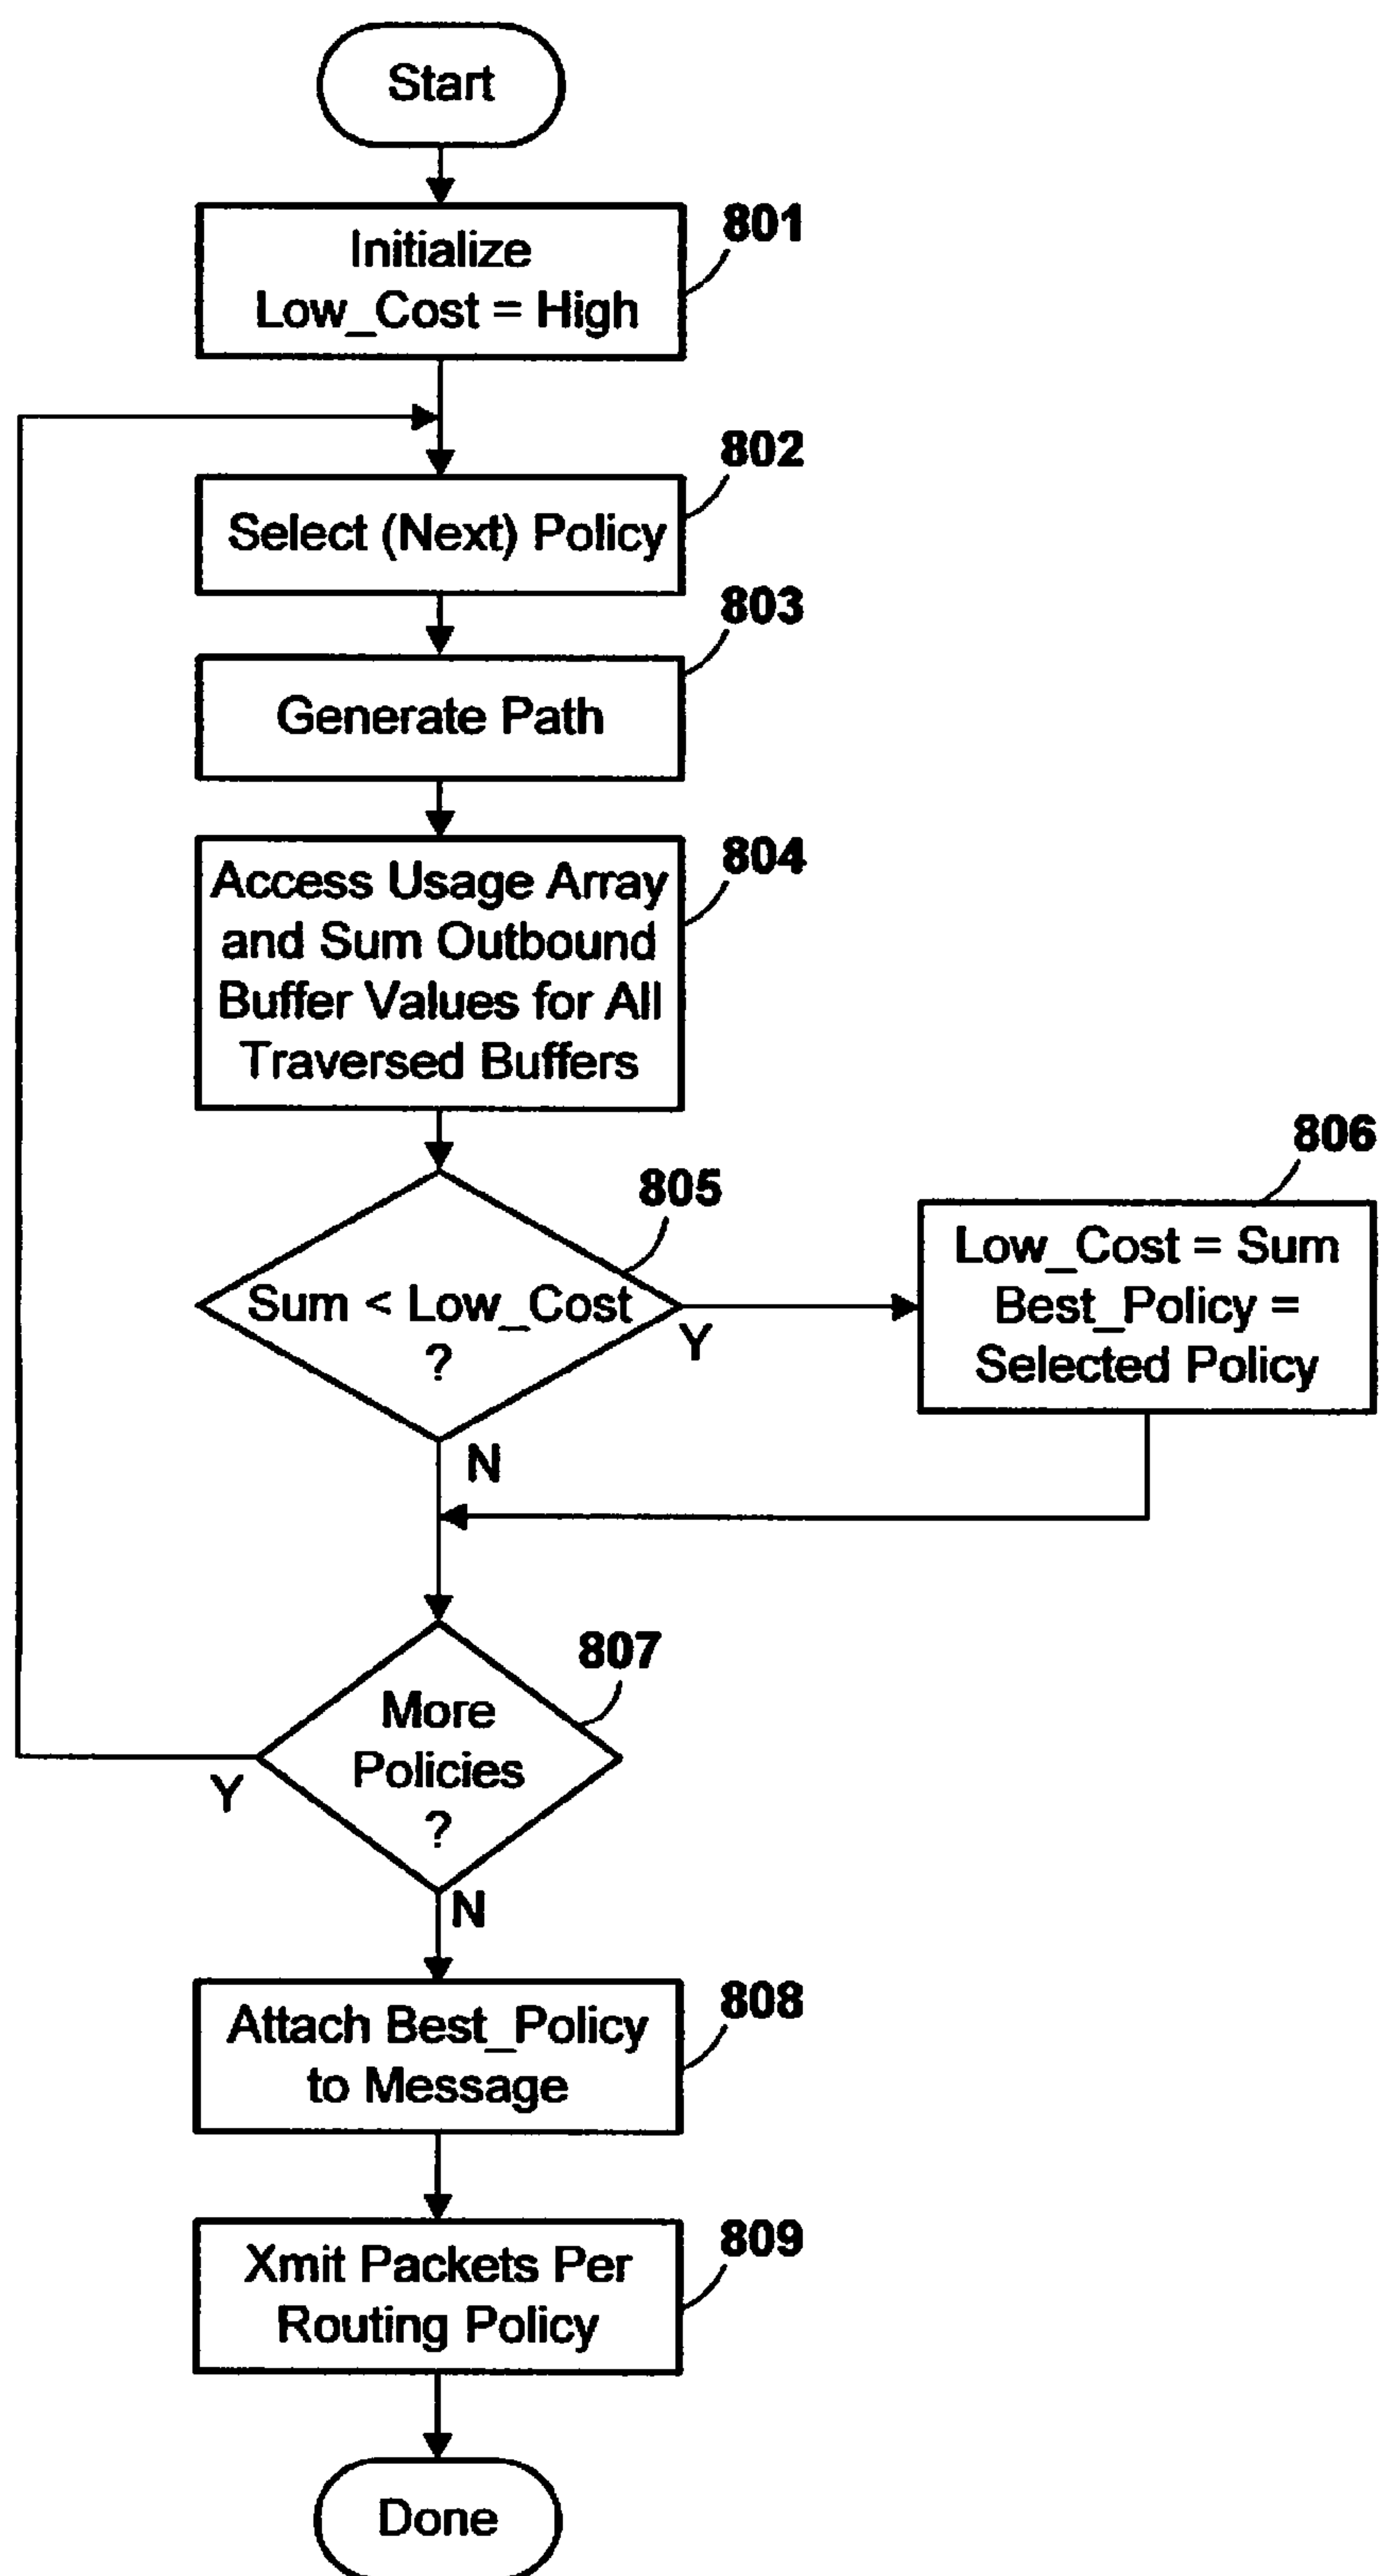 Start
801
Initialize
Low_Cost = High
802
Select (Next) Policy
803
Generate Path
804
Access Usage Array
and Sum Outbound
Buffer Values for All
Traversed Buffers
805
Sum < Low_Cost
?
Y
N
806
Low_Cost = Sum
Best_Policy =
Selected Policy
807
More
Policies
?
Y
N
808
Attach Best_Policy
to Message
809
Xmit Packets Per
Routing Policy
Done